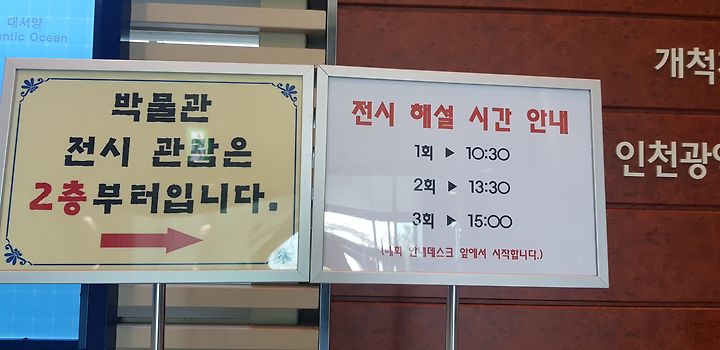 대서양
antic Ocean
박물관
전시 관람은
2층부터입니다.
전시 해설 시간 안내
1회 ▶ 10:30
2회 ▶ 13:30
3회 ▶ 15:00
(매회 안내데스크 앞에서 시작합니다.)
개척
인천광